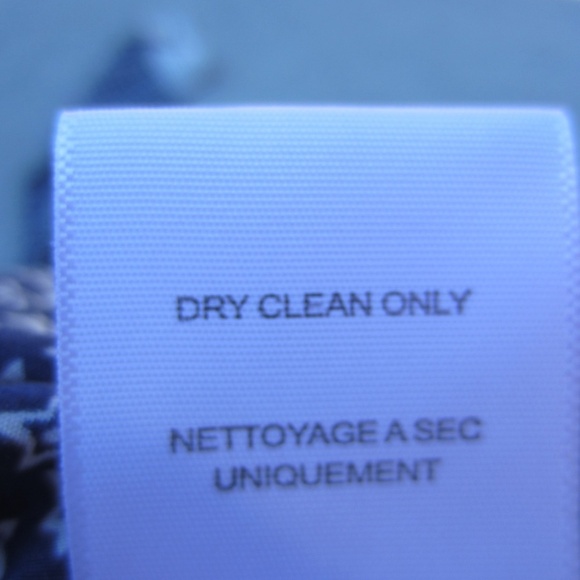 DRY CLEAN ONLY
NETTOYAGE A SEC
UNIQUEMENT